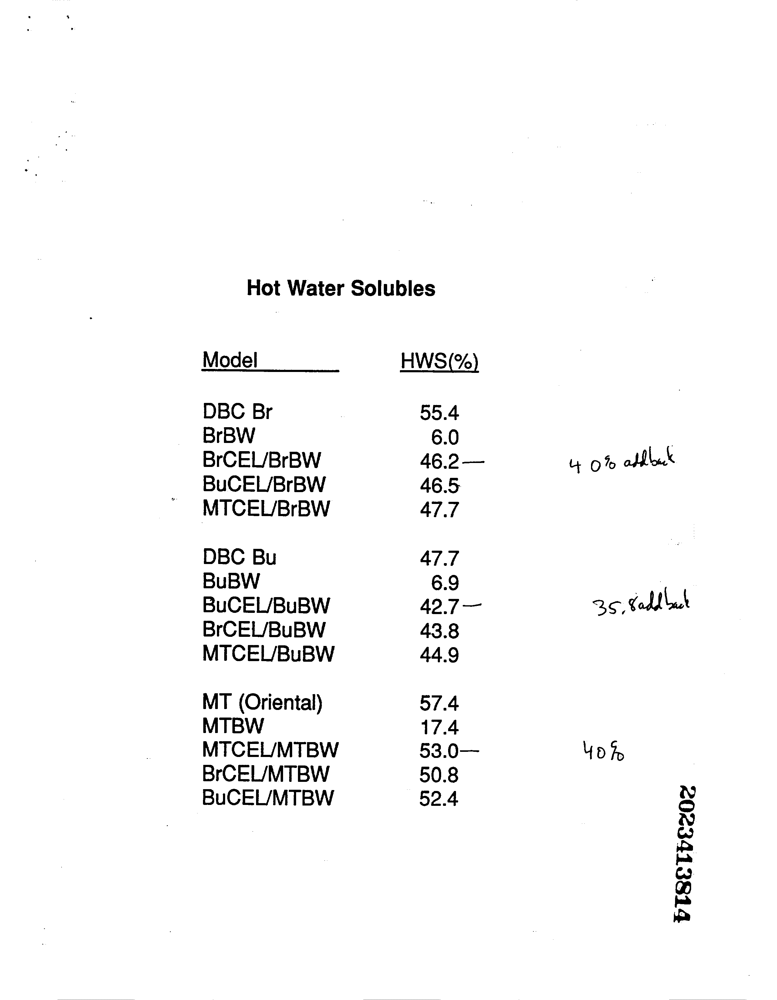 Hot Water Solubles
Model HWS(%)
DBC Br 55.4
BrBW 6.0
BrCEL/BrBW 46.2— 40% addback
BuCEL/BrBW 46.5
MTCEL/BrBW 47.7
DBC Bu 47.7
BuBW 6.9
BuCEL/BuBW 42.7— 35.8 addback
BrCEL/BuBW 43.8
MTCEL/BuBW 44.9
MT (Oriental) 57.4
MTBW 17.4
MTCEL/MTBW 53.0— 40%
BrCEL/MTBW 50.8
BuCEL/MTBW 52.4
2023413814